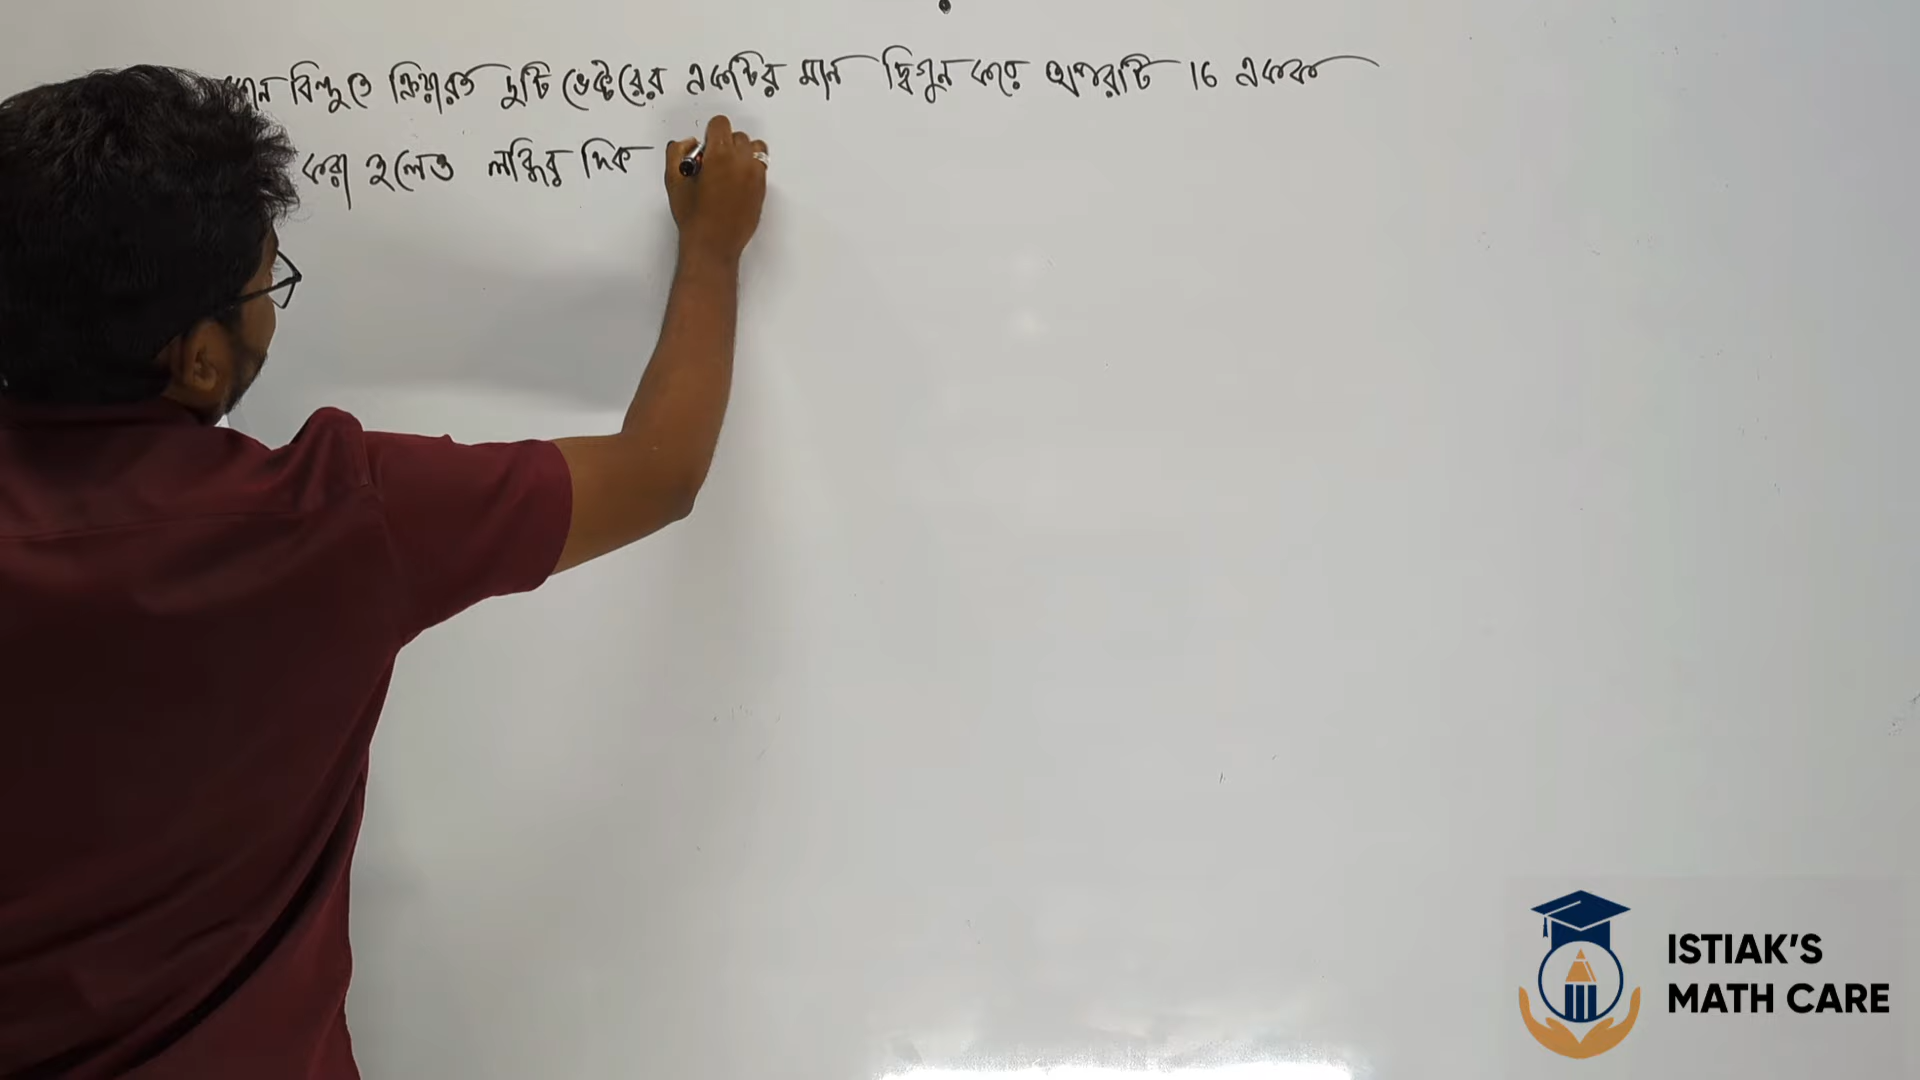 বিন্দুতে ক্রিয়ারত দুটি ভেক্টরের একটির মান দ্বিগুন করে অপরটি 16 একক
করা হলেও লব্ধির দিক
ISTIAK'S
MATH CARE